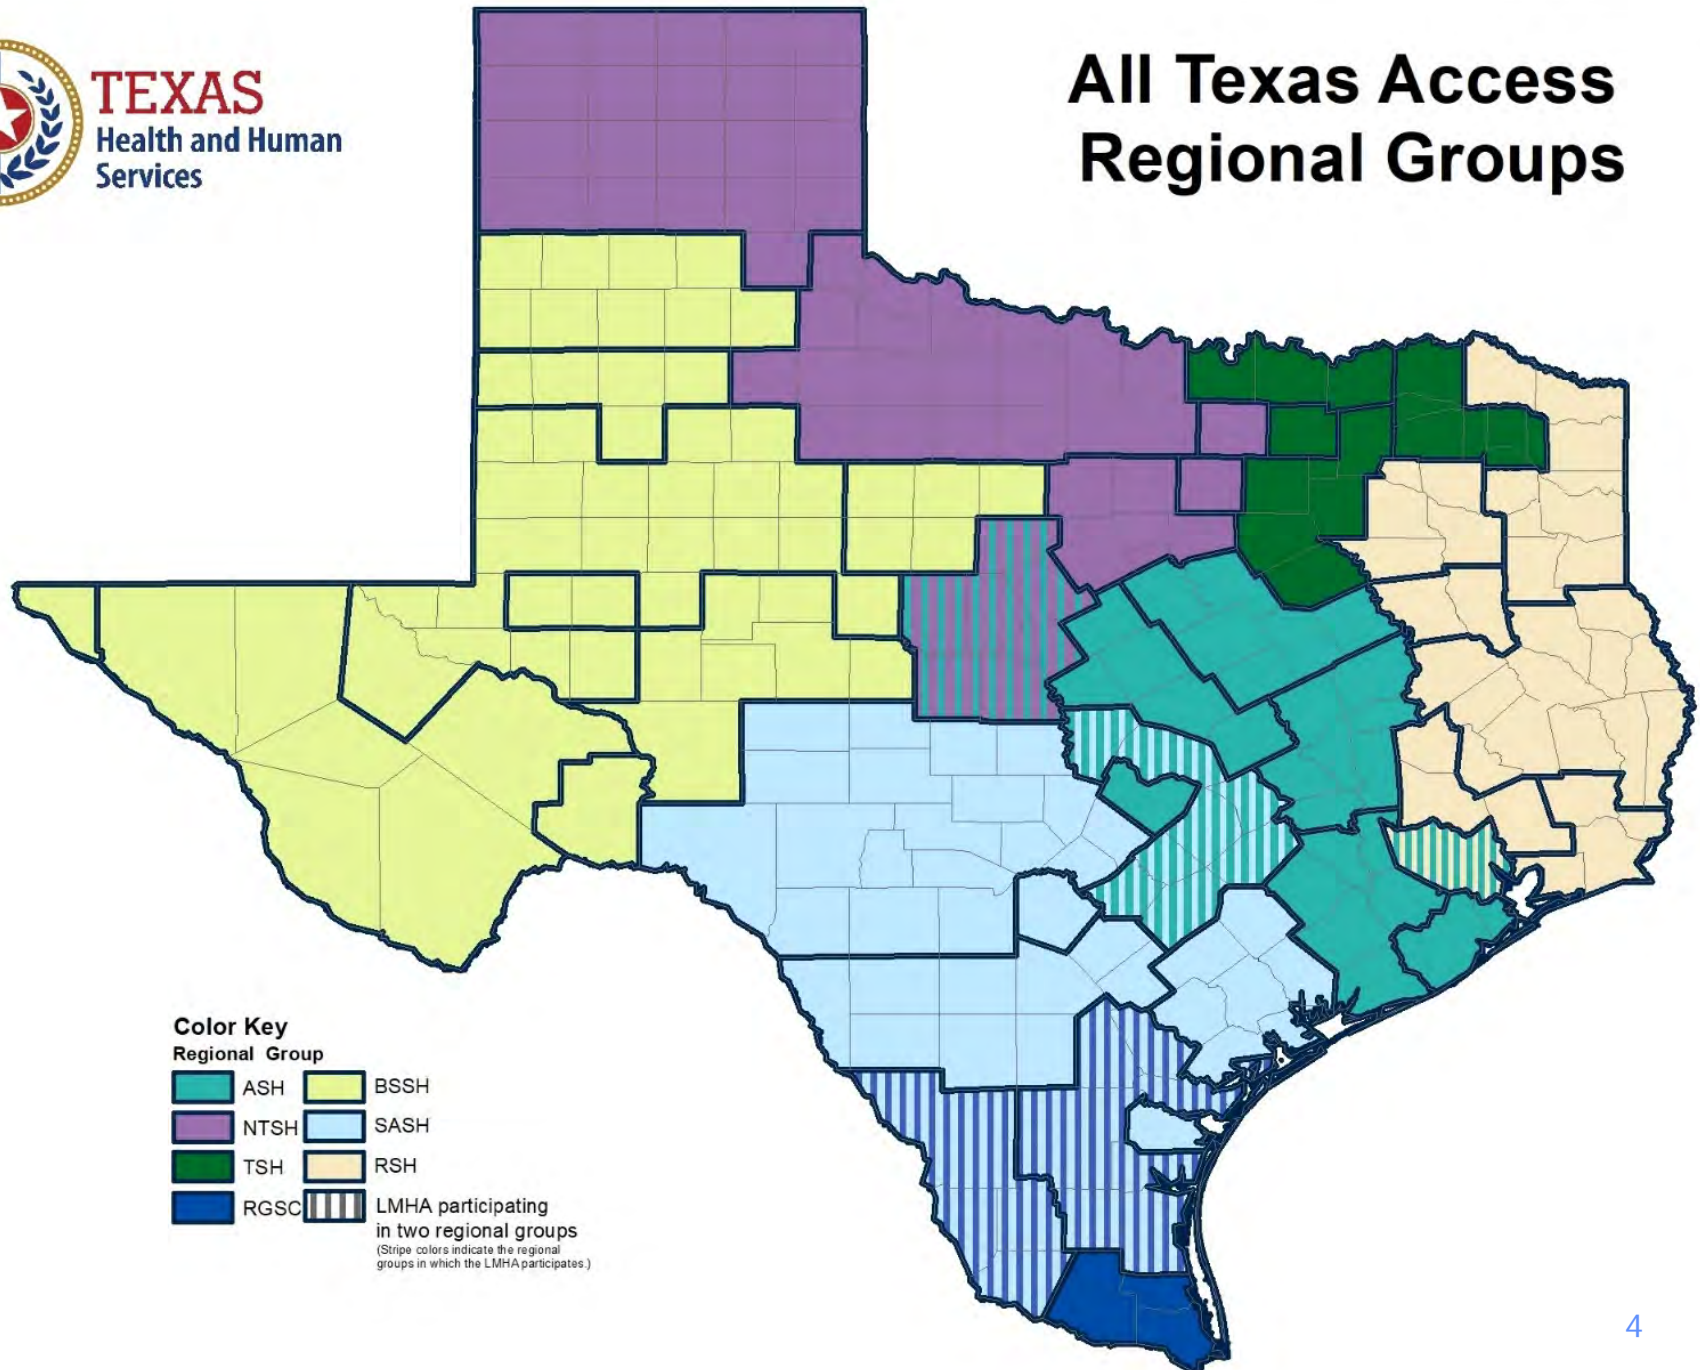 TEXAS
Health and Human
Services
All Texas Access
Regional Groups
Color Key
Regional Group
ASH
BSSH
NTSH
SASH
TSH
RSH
RGSC
LMHA participating
in two regional groups
(Stripe colors indicate the regional
groups in which the LMHA participates.)
4